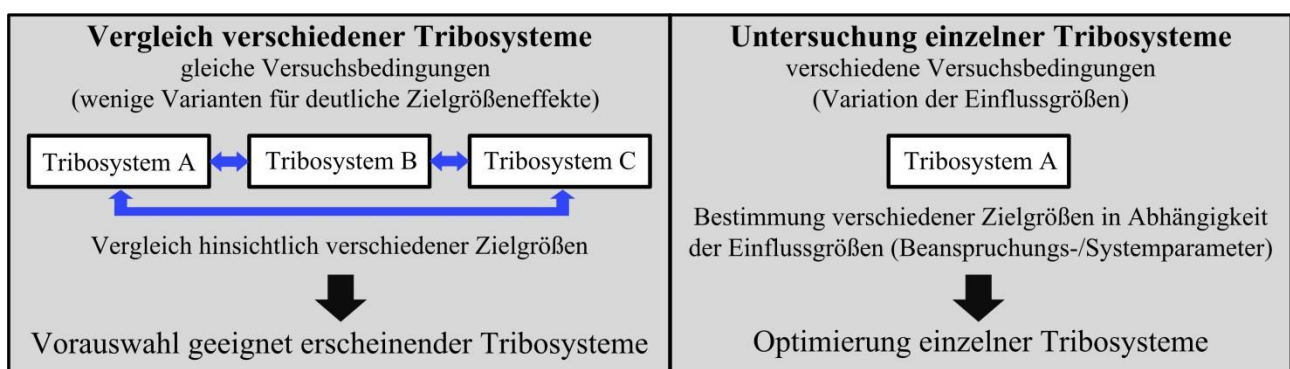 Vergleich verschiedener Tribosysteme
gleiche Versuchsbedingungen
(wenige Varianten für deutliche Zielgrößeneffekte)
Tribosystem A
Tribosystem B
Tribosystem C
Vergleich hinsichtlich verschiedener Zielgrößen
Vorauswahl geeignet erscheinender Tribosysteme
Untersuchung einzelner Tribosysteme
verschiedene Versuchsbedingungen
(Variation der Einflussgrößen)
Tribosystem A
Bestimmung verschiedener Zielgrößen in Abhängigkeit
der Einflussgrößen (Beanspruchungs-/Systemparameter)
Optimierung einzelner Tribosysteme